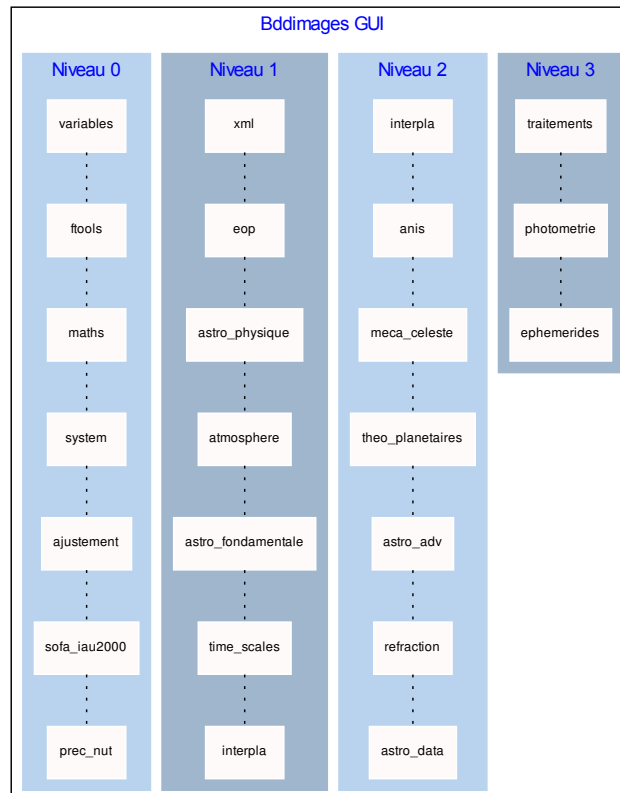 Bddimages GUI
Niveau 0
variables
ftools
maths
system
ajustement
sofa_iau2000
prec_nut
Niveau 1
xml
eop
astro_physique
atmosphere
astro_fondamentale
time_scales
interpla
Niveau 2
interpla
anis
meca_celeste
theo_planetaires
astro_adv
refraction
astro_data
Niveau 3
traitements
photometrie
ephemerides